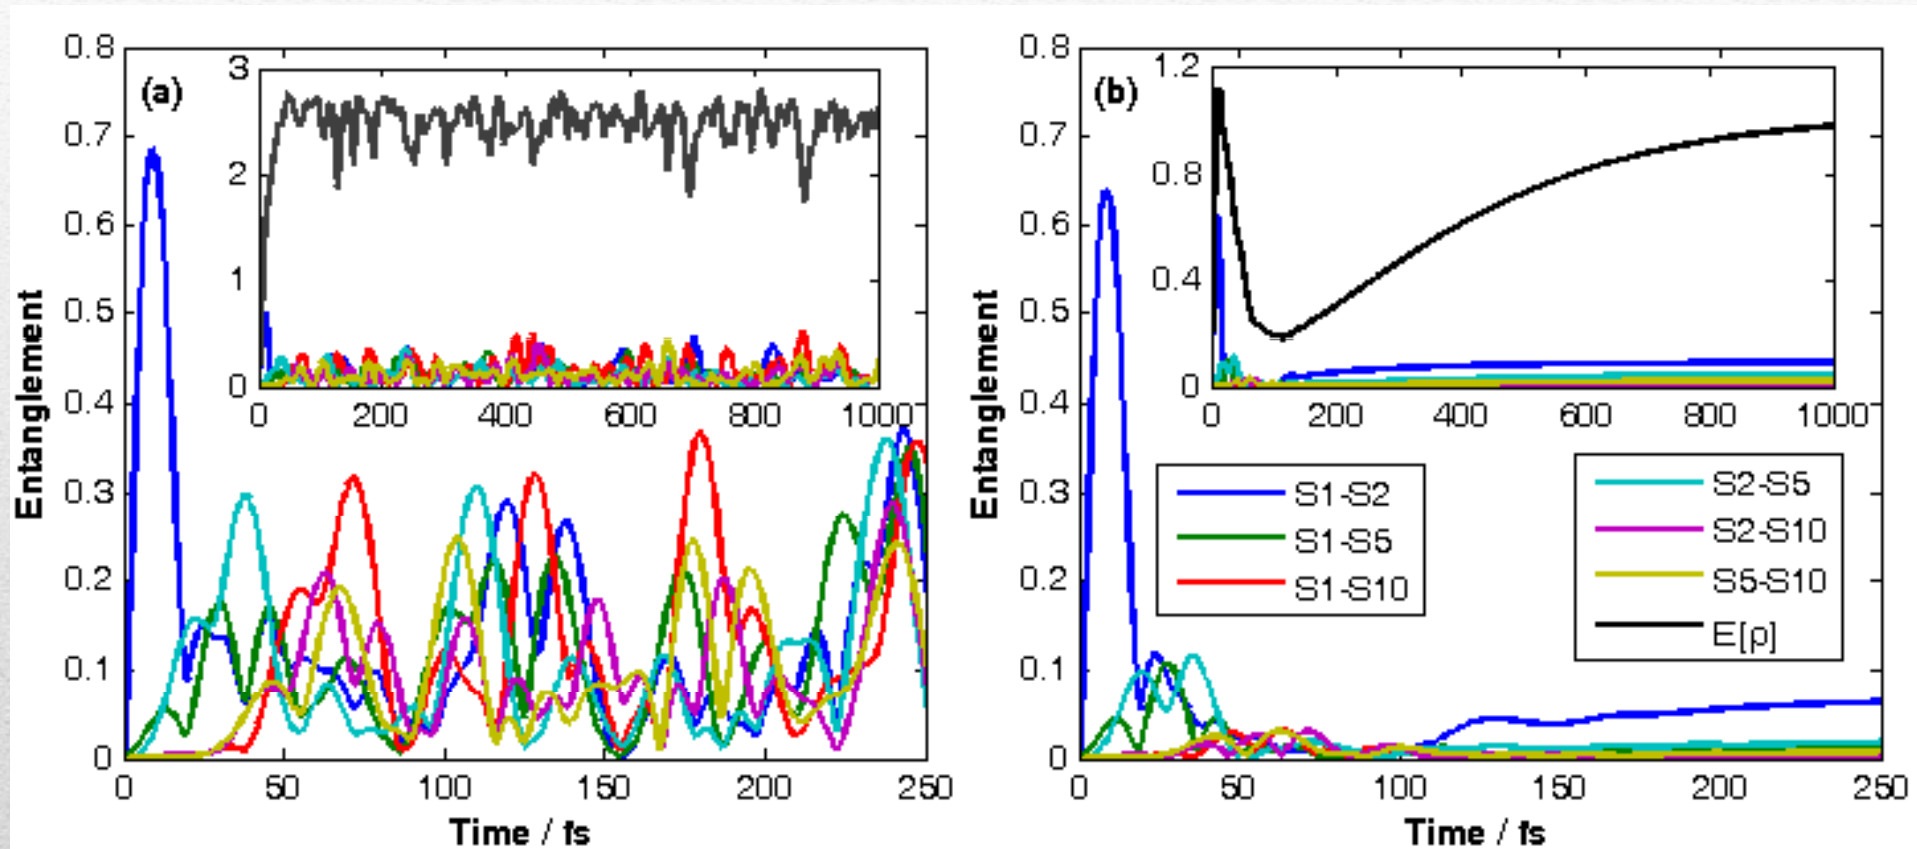 (a)
Entanglement
0.8
0.7
0.6
0.5
0.4
0.3
0.2
0.1
0
0 50 100 150 200 250
Time / fs
3
2
1
0
0 200 400 600 800 1000
(b)
Entanglement
0.8
0.7
0.6
0.5
0.4
0.3
0.2
0.1
0
0 50 100 150 200 250
Time / fs
1.2
0.8
0.4
0
0 200 400 600 800 1000
S1-S2
S1-S5
S1-S10
S2-S5
S2-S10
S5-S10
E[ρ]